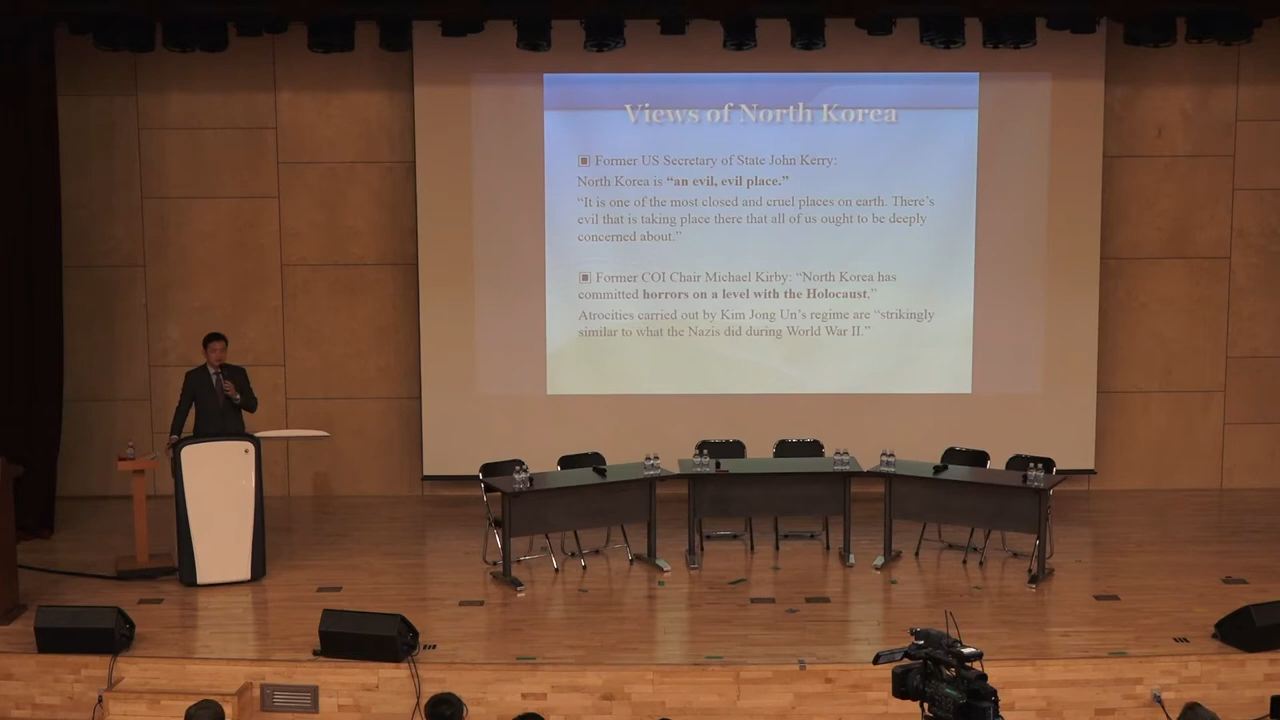 Views of North Korea
Former US Secretary of State John Kerry:
North Korea is “an evil, evil place.”
“It is one of the most closed and cruel places on earth. There’s
evil that is taking place there that all of us ought to be deeply
concerned about.”
Former COI Chair Michael Kirby: “North Korea has
committed horrors on a level with the Holocaust,”
Atrocities carried out by Kim Jong Un’s regime are “strikingly
similar to what the Nazis did during World War II.”